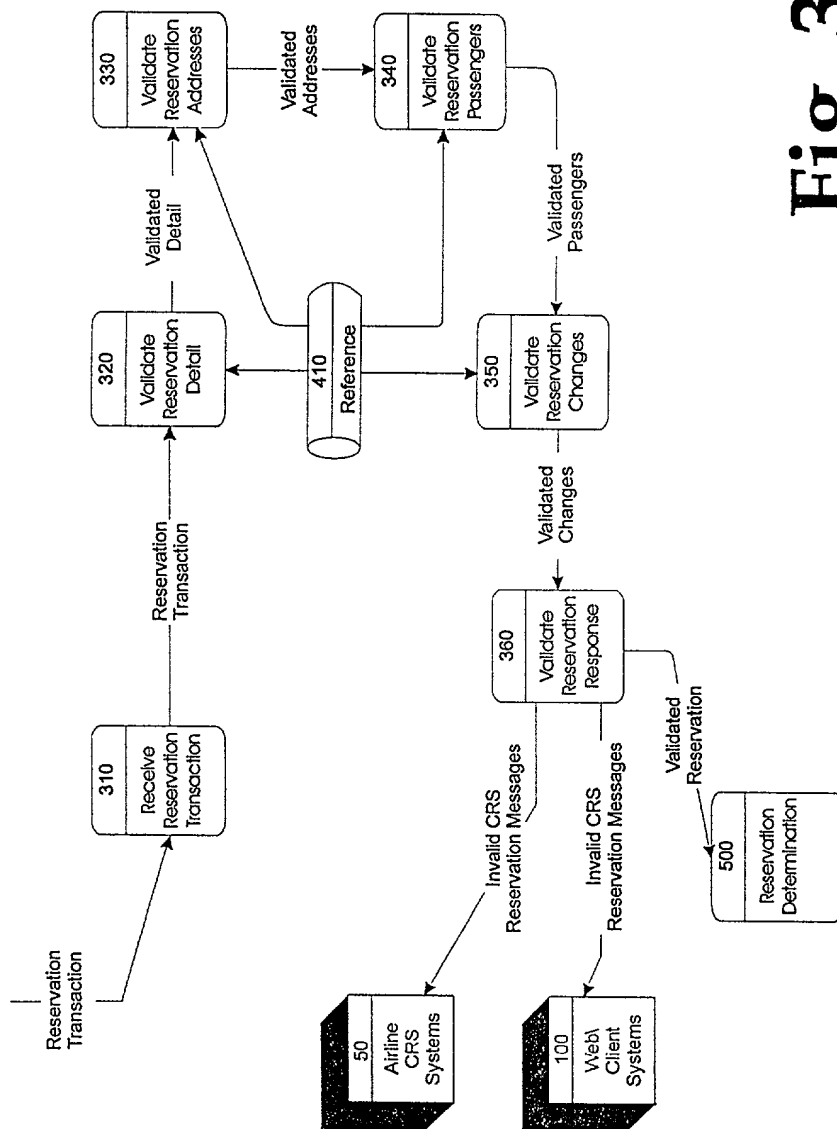 Reservation
Transaction
310
Receive
Reservation
Transaction
Reservation
Transaction
320
Validate
Reservation
Detail
Validated
Detail
330
Validate
Reservation
Addresses
Validated
Addresses
340
Validate
Reservation
Passengers
410
Reference
Validated
Passengers
350
Validate
Reservation
Changes
Validated
Changes
360
Validate
Reservation
Response
Invalid CRS
Reservation Messages
50
Airline
CRS
Systems
Invalid CRS
Reservation Messages
100
Web\
Client
Systems
Validated
Reservation
500
Reservation
Determination
Fig. 3